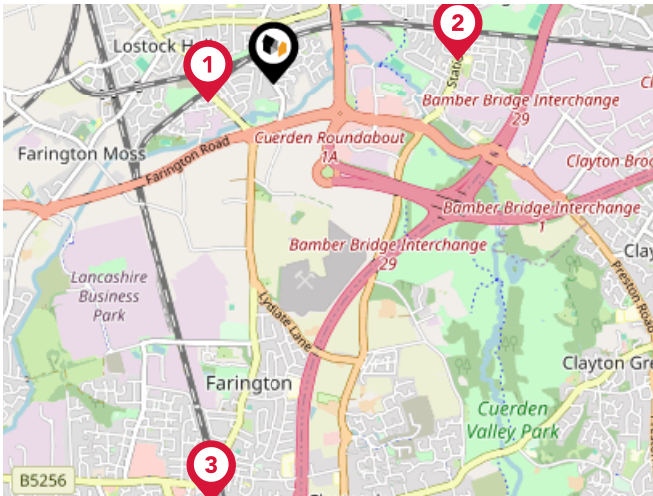 2
Lostock H
1
Stati
Bamber Bridge Interchange
29
Cuerden Roundabout
1A
Farington Moss
Farington Road
Clayton Broo
Bamber Bridge Interchange
1
Bamber Bridge Interchange
29
Clay
Lancashire
Business
Park
Preston Road
Lydiate Lane
Clayton Gre
Farington
Cuerden
Valley Park
3
B5256